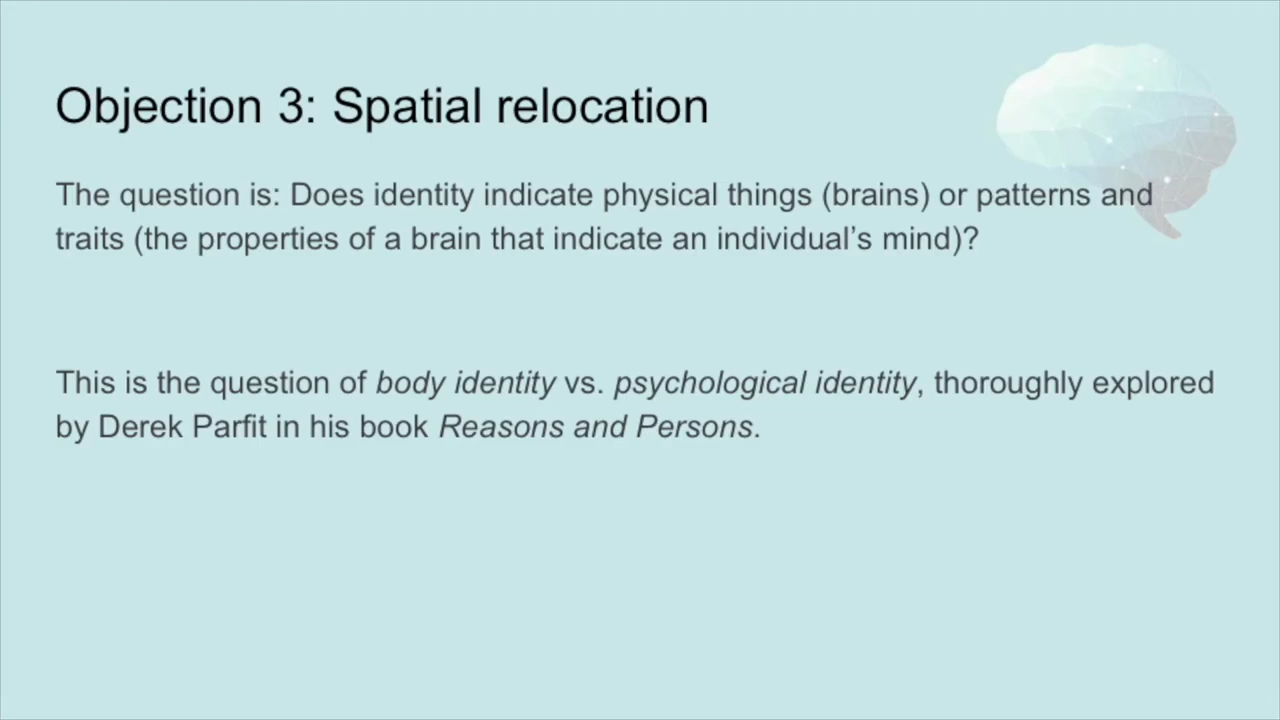 Objection 3: Spatial relocation
The question is: Does identity indicate physical things (brains) or patterns and
traits (the properties of a brain that indicate an individual’s mind)?
This is the question of body identity vs. psychological identity, thoroughly explored
by Derek Parfit in his book Reasons and Persons.